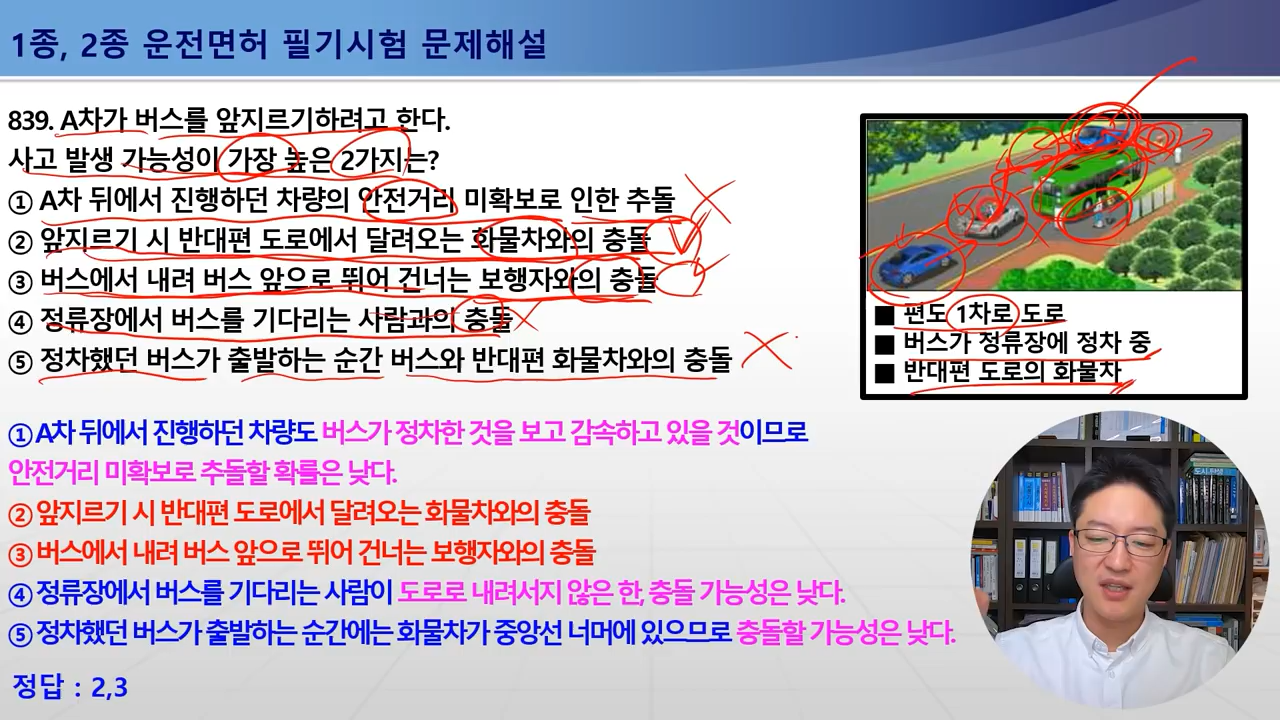 1종, 2종 운전면허 필기시험 문제해설
839. A차가 버스를 앞지르기하려고 한다.
사고 발생 가능성이 가장 높은 2가지는?
① A차 뒤에서 진행하던 차량의 안전거리 미확보로 인한 추돌
② 앞지르기 시 반대편 도로에서 달려오는 화물차와의 충돌
③ 버스에서 내려 버스 앞으로 뛰어 건너는 보행자와의 충돌
④ 정류장에서 버스를 기다리는 사람과의 충돌
⑤ 정차했던 버스가 출발하는 순간 버스와 반대편 화물차와의 충돌
■ 편도 1차로 도로
■ 버스가 정류장에 정차 중
■ 반대편 도로의 화물차
① A차 뒤에서 진행하던 차량도 버스가 정차한 것을 보고 감속하고 있을 것이므로
안전거리 미확보로 추돌할 확률은 낮다.
② 앞지르기 시 반대편 도로에서 달려오는 화물차와의 충돌
③ 버스에서 내려 버스 앞으로 뛰어 건너는 보행자와의 충돌
④ 정류장에서 버스를 기다리는 사람이 도로로 내려서지 않은 한, 충돌 가능성은 낮다.
⑤ 정차했던 버스가 출발하는 순간에는 화물차가 중앙선 너머에 있으므로 충돌할 가능성은 낮다.
정답 : 2,3